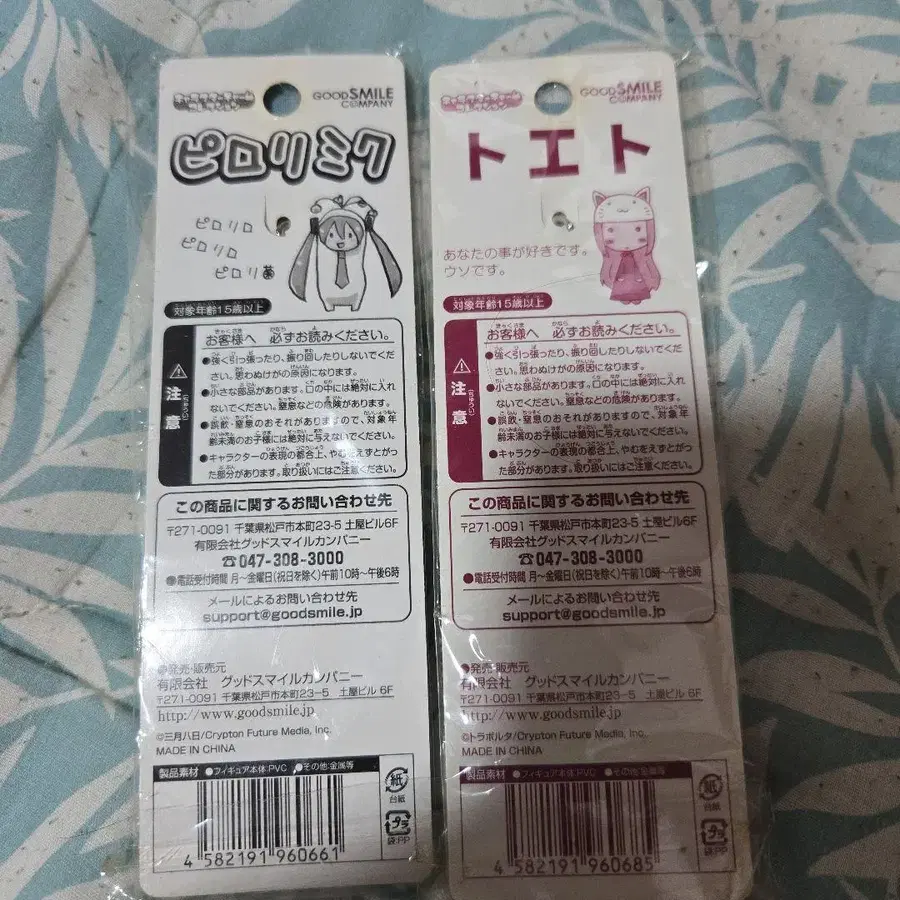 GOOD SMILE
COMPANY
ピロリミク
ピロリロ
ピロリロ
ピロリ菌
対象年齢15歳以上
注意
お客様へ 必ずお読みください。
●強く引っ張ったり、振り回したりしないでくだ
さい。思わぬけがの原因になります。
●小さな部品があります。口の中には絶対に入れ
ないでください。窒息などの危険があります。
●誤飲・窒息のおそれがありますので、対象年
齢未満のお子様には絶対に与えないでください。
●キャラクターの表現の都合上、やむをえずとがっ
た部分があります。取り扱いにはご注意ください。
この商品に関するお問い合わせ先
〒271-0091 千葉県松戸市本町23-5 土屋ビル6F
有限会社グッドスマイルカンパニー
☎047-308-3000
●電話受付時間 月〜金曜日(祝日を除く)午前10時〜午後6時
メールによるお問い合わせ先
support@goodsmile.jp
●発売・販売元
有限会社 グッドスマイルカンパニー
〒271-0091 千葉県松戸市本町23-5 土屋ビル 6F
http://www.goodsmile.jp
©三月八日/Crypton Future Media, Inc.
MADE IN CHINA
製品素材 ●フィギュア本体:PVC ●その他:金属等
紙
台紙
プラ
袋:PP
4 582191 960661
GOOD SMILE
COMPANY
トエト
あなたの事が好きです。
ウソです。
対象年齢15歳以上
注意
(ちゅうい)
お客様へ 必ずお読みください。
●強く引っ張ったり、振り回したりしないでくだ
さい。思わぬけがの原因になります。
●小さな部品があります。口の中には絶対に入れ
ないでください。窒息などの危険があります。
●誤飲・窒息のおそれがありますので、対象年
齢未満のお子様には絶対に与えないでください。
●キャラクターの表現の都合上、やむをえずとがっ
た部分があります。取り扱いにはご注意ください。
この商品に関するお問い合わせ先
〒271-0091 千葉県松戸市本町23-5 土屋ビル6F
有限会社グッドスマイルカンパニー
☎047-308-3000
●電話受付時間 月〜金曜日(祝日を除く)午前10時〜午後6時
メールによるお問い合わせ先
support@goodsmile.jp
●発売・販売元
有限会社 グッドスマイルカンパニー
〒271-0091 千葉県松戸市本町23-5 土屋ビル 6F
http://www.goodsmile.jp
©トラボルタ/Crypton Future Media, Inc.
MADE IN CHINA
製品素材 ●フィギュア本体:PVC ●その他:金属等
紙
台紙
プラ
袋:PP
4 582191 960685